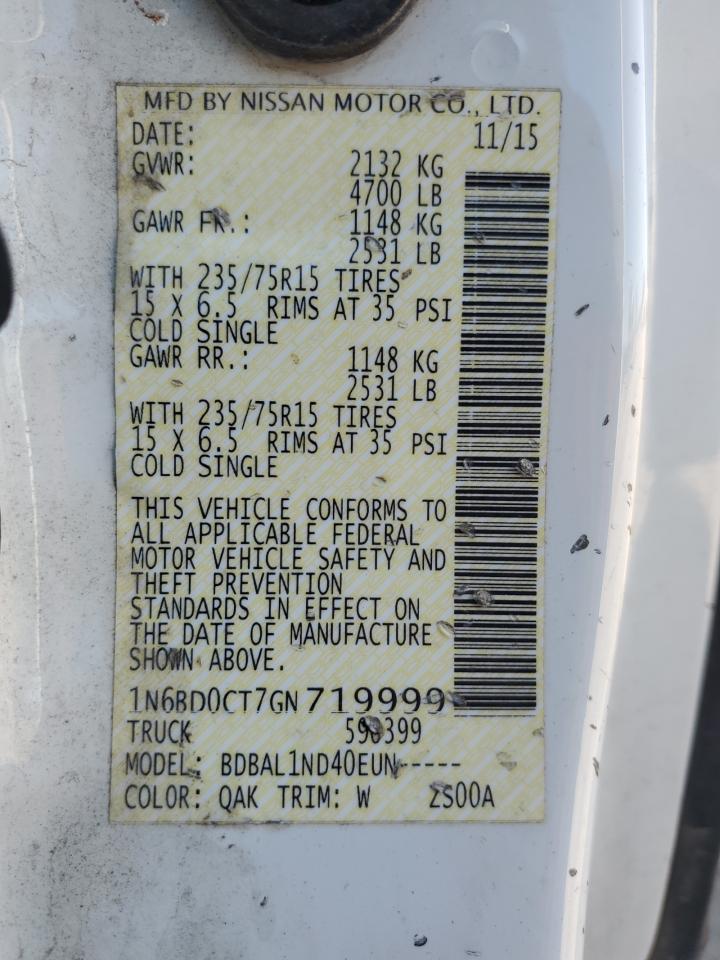 MFD BY NISSAN MOTOR CO., LTD.
DATE: 11/15
GVWR: 2132 KG
4700 LB
GAWR FR.: 1148 KG
2531 LB
WITH 235/75R15 TIRES
15 X 6.5 RIMS AT 35 PSI
COLD SINGLE
GAWR RR.: 1148 KG
2531 LB
WITH 235/75R15 TIRES
15 X 6.5 RIMS AT 35 PSI
COLD SINGLE
THIS VEHICLE CONFORMS TO
ALL APPLICABLE FEDERAL
MOTOR VEHICLE SAFETY AND
THEFT PREVENTION
STANDARDS IN EFFECT ON
THE DATE OF MANUFACTURE
SHOWN ABOVE.
1N6BD0CT7GN719999
TRUCK
MODEL: BDBAL1ND40EUN-----
COLOR: QAK TRIM: W ZS00A